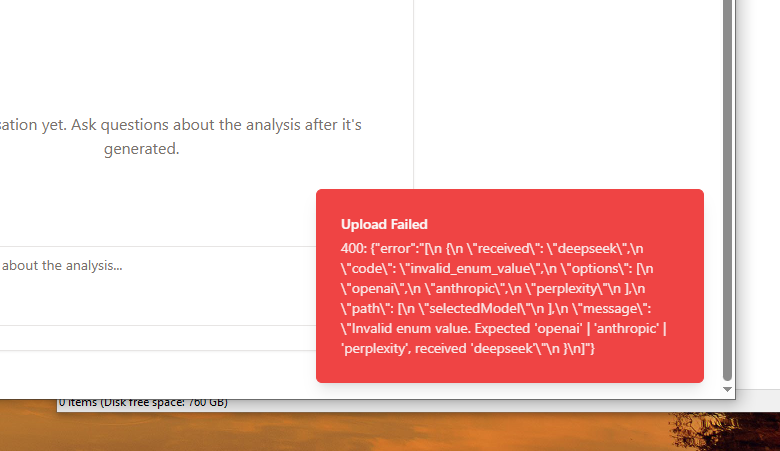 ation yet. Ask questions about the analysis after it's
generated.
Upload Failed
400: {"error":"[\n {\n \"received\": \"deepseek\",\n
\"code\": \"invalid_enum_value\",\n \"options\": [\n
\"openai\",\n \"anthropic\",\n \"perplexity\"\n ],\n
\"path\": [\n \"selectedModel\"\n ],\n \"message\":
\"Invalid enum value. Expected 'openai' | 'anthropic' |
'perplexity', received 'deepseek'\"\n }\n]"}
about the analysis...
0 items (Disk free space: 760 GB)